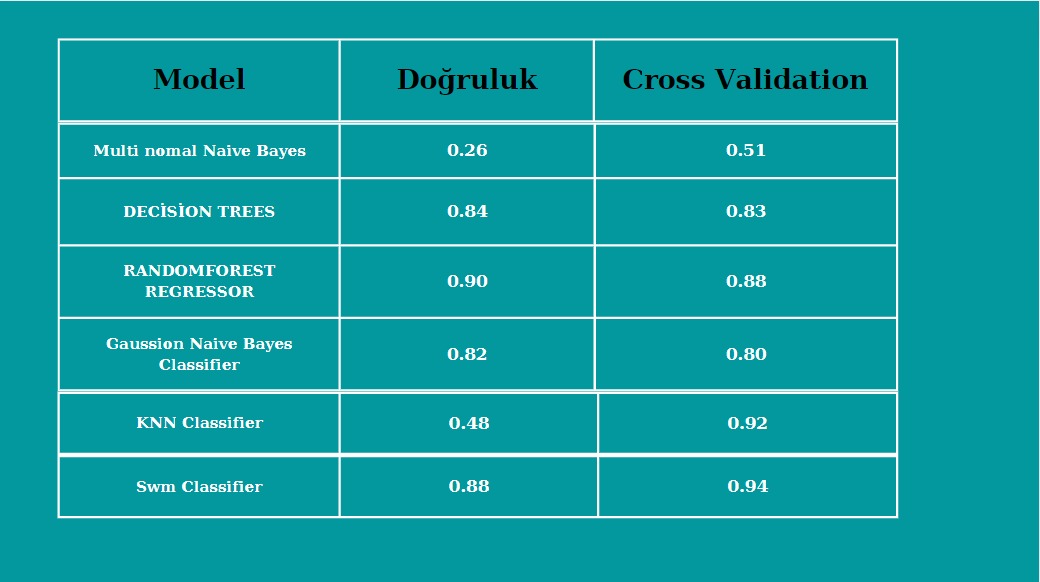 Model Doğruluk Cross Validation
Multi nomal Naive Bayes 0.26 0.51
DECİSİON TREES 0.84 0.83
RANDOMFOREST
REGRESSOR 0.90 0.88
Gaussion Naive Bayes
Classifier 0.82 0.80
KNN Classifier 0.48 0.92
Swm Classifier 0.88 0.94